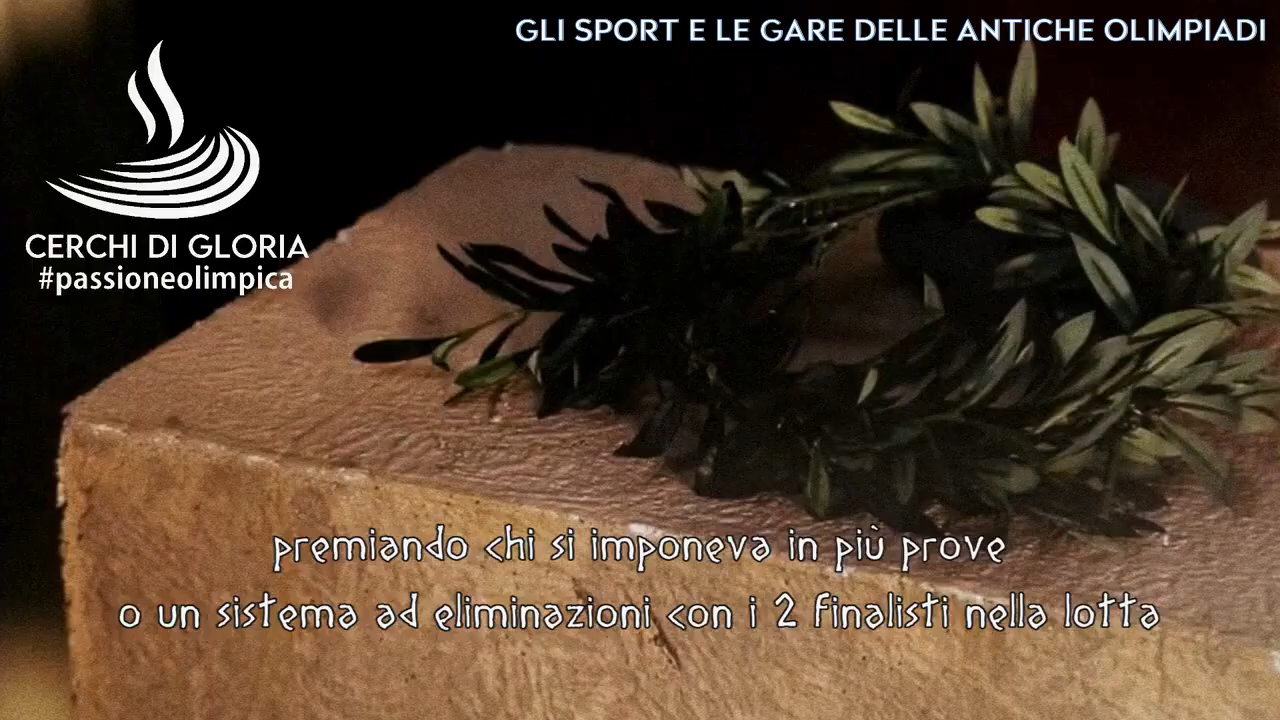 GLI SPORT E LE GARE DELLE ANTICHE OLIMPIADI
CERCHI DI GLORIA
#passioneolimpica
premiando chi si imponeva in più prove
o un sistema ad eliminazioni con i 2 finalisti nella lotta